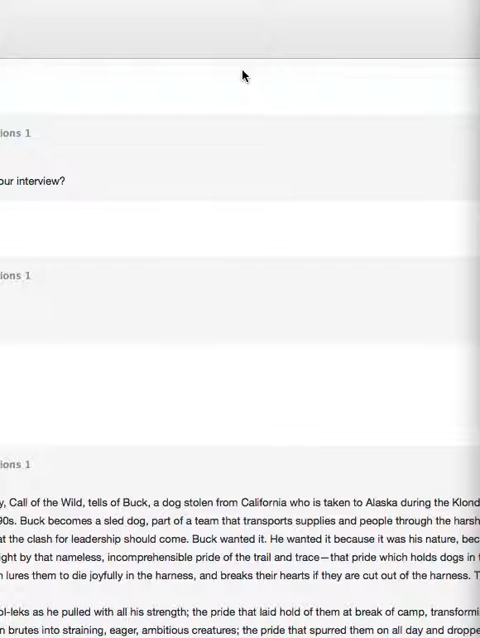 ions 1
our interview?
ions 1
ions 1
y, Call of the Wild, tells of Buck, a dog stolen from California who is taken to Alaska during the Klond
90s. Buck becomes a sled dog, part of a team that transports supplies and people through the harsh
at the clash for leadership should come. Buck wanted it. He wanted it because it was his nature, bec
ight by that nameless, incomprehensible pride of the trail and trace—that pride which holds dogs in t
h lures them to die joyfully in the harness, and breaks their hearts if they are cut out of the harness. T
ol-leks as he pulled with all his strength; the pride that laid hold of them at break of camp, transformi
n brutes into straining, eager, ambitious creatures; the pride that spurred them on all day and droppe